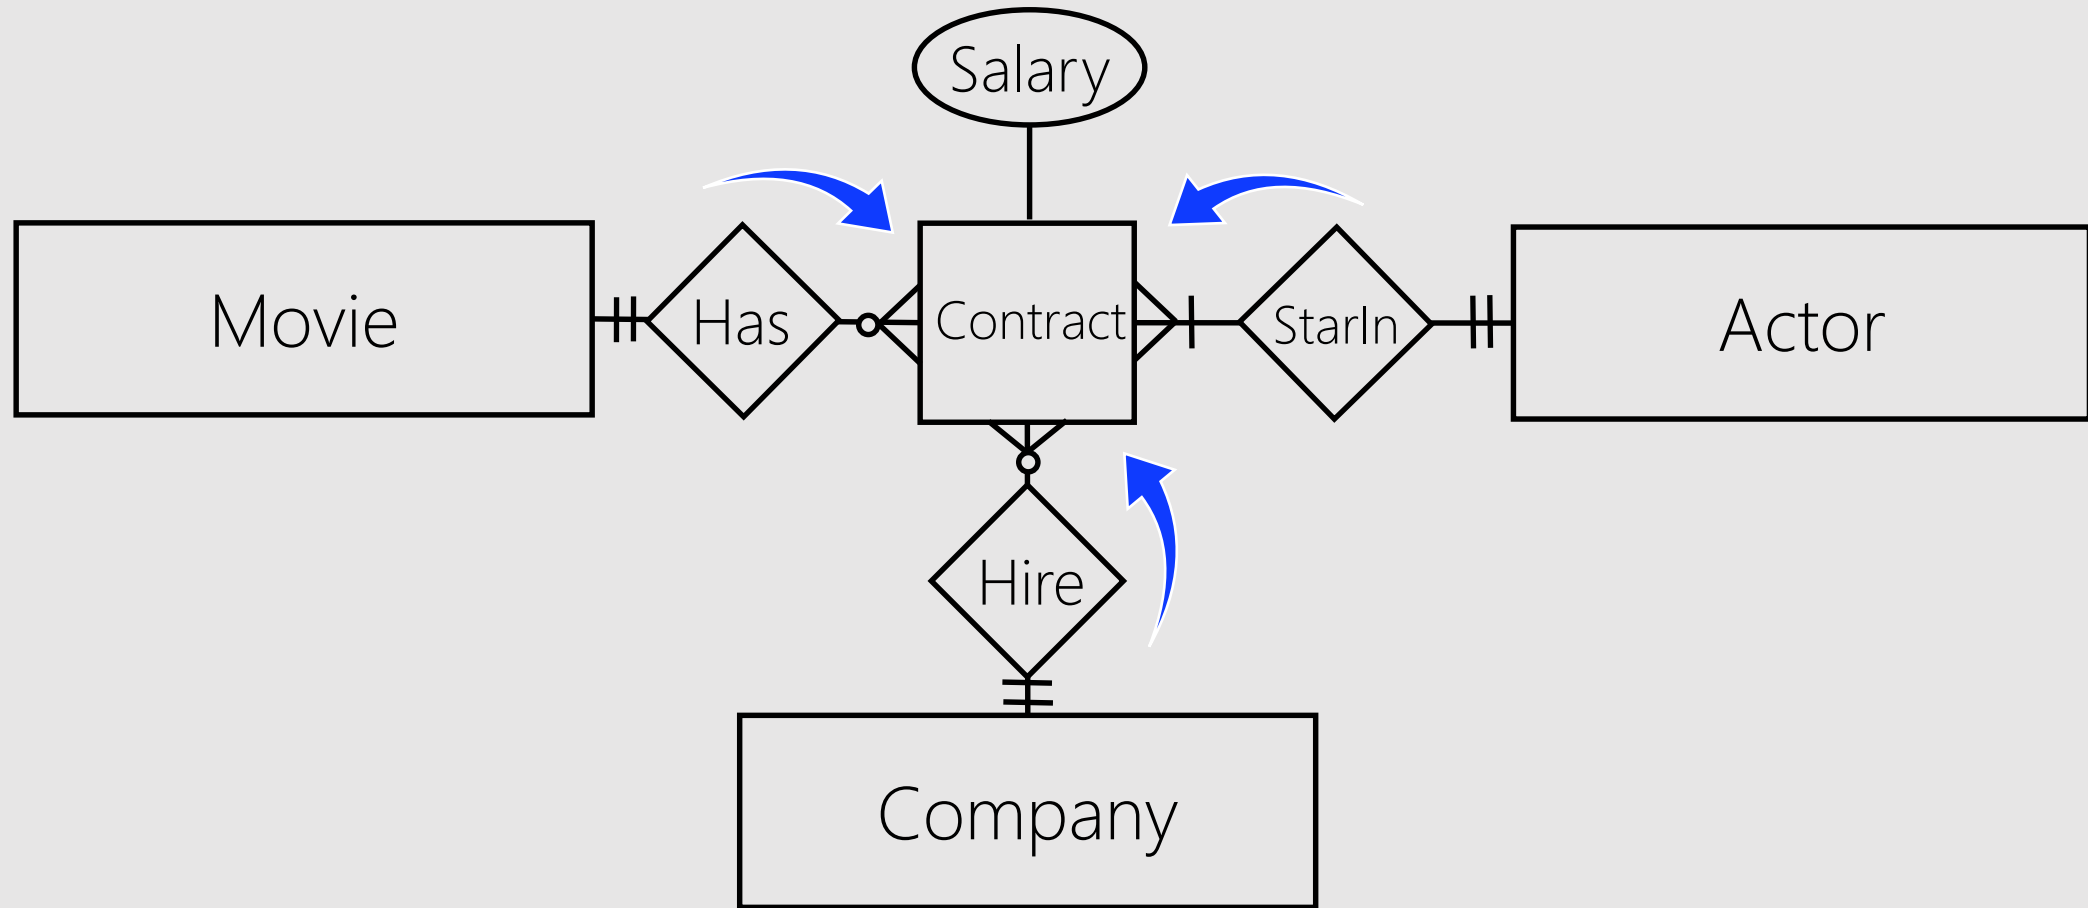 Salary
Movie
Has
Contract
StarIn
Actor
Hire
Company